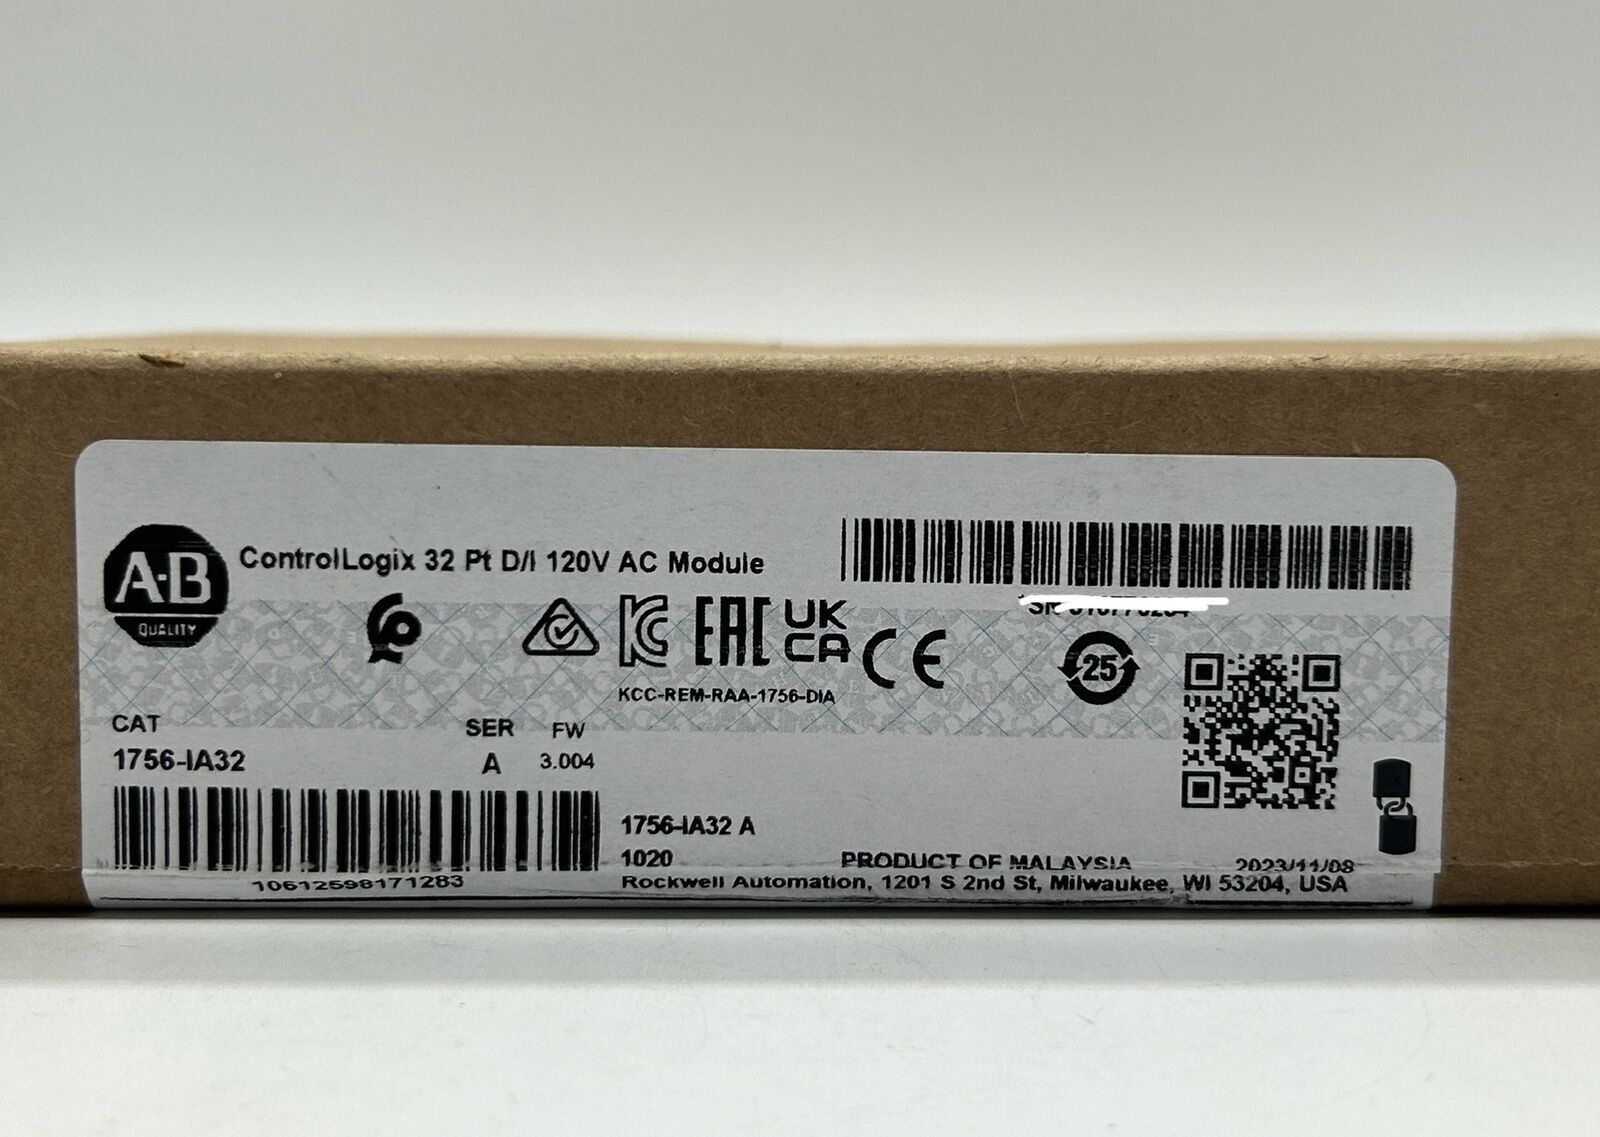 A-B
QUALITY
ControlLogix 32 Pt D/I 120V AC Module
EAC
UK
CA
CE
25
KCC-REM-RAA-1756-DIA
CAT SER FW
1756-IA32 A 3.004
1756-IA32 A
1020 PRODUCT OF MALAYSIA 2023/11/08
10612598171283
Rockwell Automation, 1201 S 2nd St, Milwaukee, WI 53204, USA